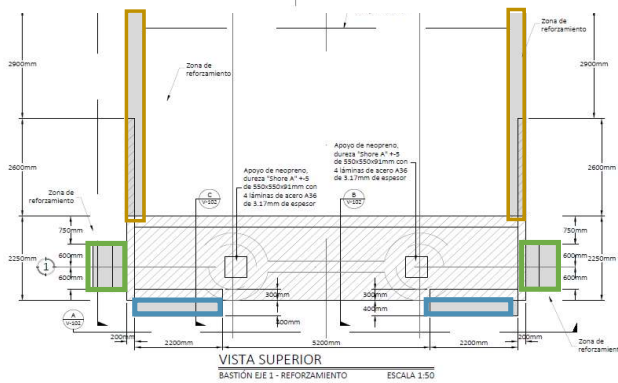 Zona de
reforzamiento
2900mm
Zona de
reforzamiento
2900mm
Apoyo de neopreno,
dureza "Shore A" +-5
de 550x550x91mm con
4 láminas de acero A36
de 3.17mm de espesor
Apoyo de neopreno,
dureza "Shore A" +-5
de 550x550x91mm con
4 láminas de acero A36
de 3.17mm de espesor
2600mm
2600mm
Zona de
reforzamiento
C
V-102
B
V-102
750mm
750mm
2250mm
600mm
600mm
2250mm
1
600mm
600mm
300mm
300mm
400mm
400mm
A
V-102
200mm
2200mm
5200mm
2200mm
200mm
Zona de
reforzamiento
VISTA SUPERIOR
BASTIÓN EJE 1 - REFORZAMIENTO
ESCALA 1:50